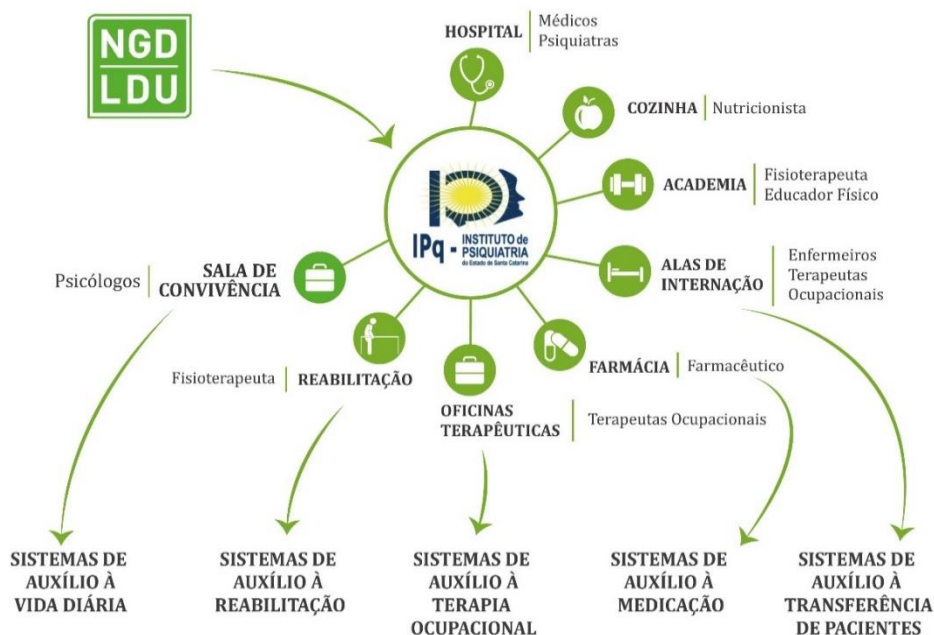 NGD
LDU
HOSPITAL
Médicos
Psiquiatras
COZINHA
Nutricionista
ACADEMIA
Fisioterapeuta
Educador Físico
IPq -
INSTITUTO de
PSIQUIATRIA
do Estado de Santa Catarina
ALAS DE
INTERNAÇÃO
Enfermeiros
Terapeutas
Ocupacionais
Psicólogos
SALA DE
CONVIVÊNCIA
Fisioterapeuta
REABILITAÇÃO
FARMÁCIA
Farmacêutico
OFICINAS
TERAPÊUTICAS
Terapeutas Ocupacionais
SISTEMAS DE
AUXÍLIO À
VIDA DIÁRIA
SISTEMAS DE
AUXÍLIO À
REABILITAÇÃO
SISTEMAS DE
AUXÍLIO À
TERAPIA
OCUPACIONAL
SISTEMAS DE
AUXÍLIO À
MEDICAÇÃO
SISTEMAS DE
AUXÍLIO À
TRANSFERÊNCIA
DE PACIENTES